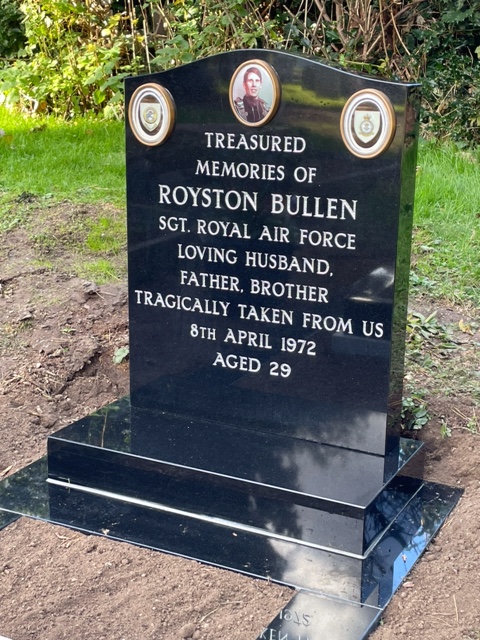 TREASURED
MEMORIES OF
ROYSTON BULLEN
SGT. ROYAL AIR FORCE
LOVING HUSBAND,
FATHER, BROTHER
TRAGICALLY TAKEN FROM US
8TH APRIL 1972
AGED 29